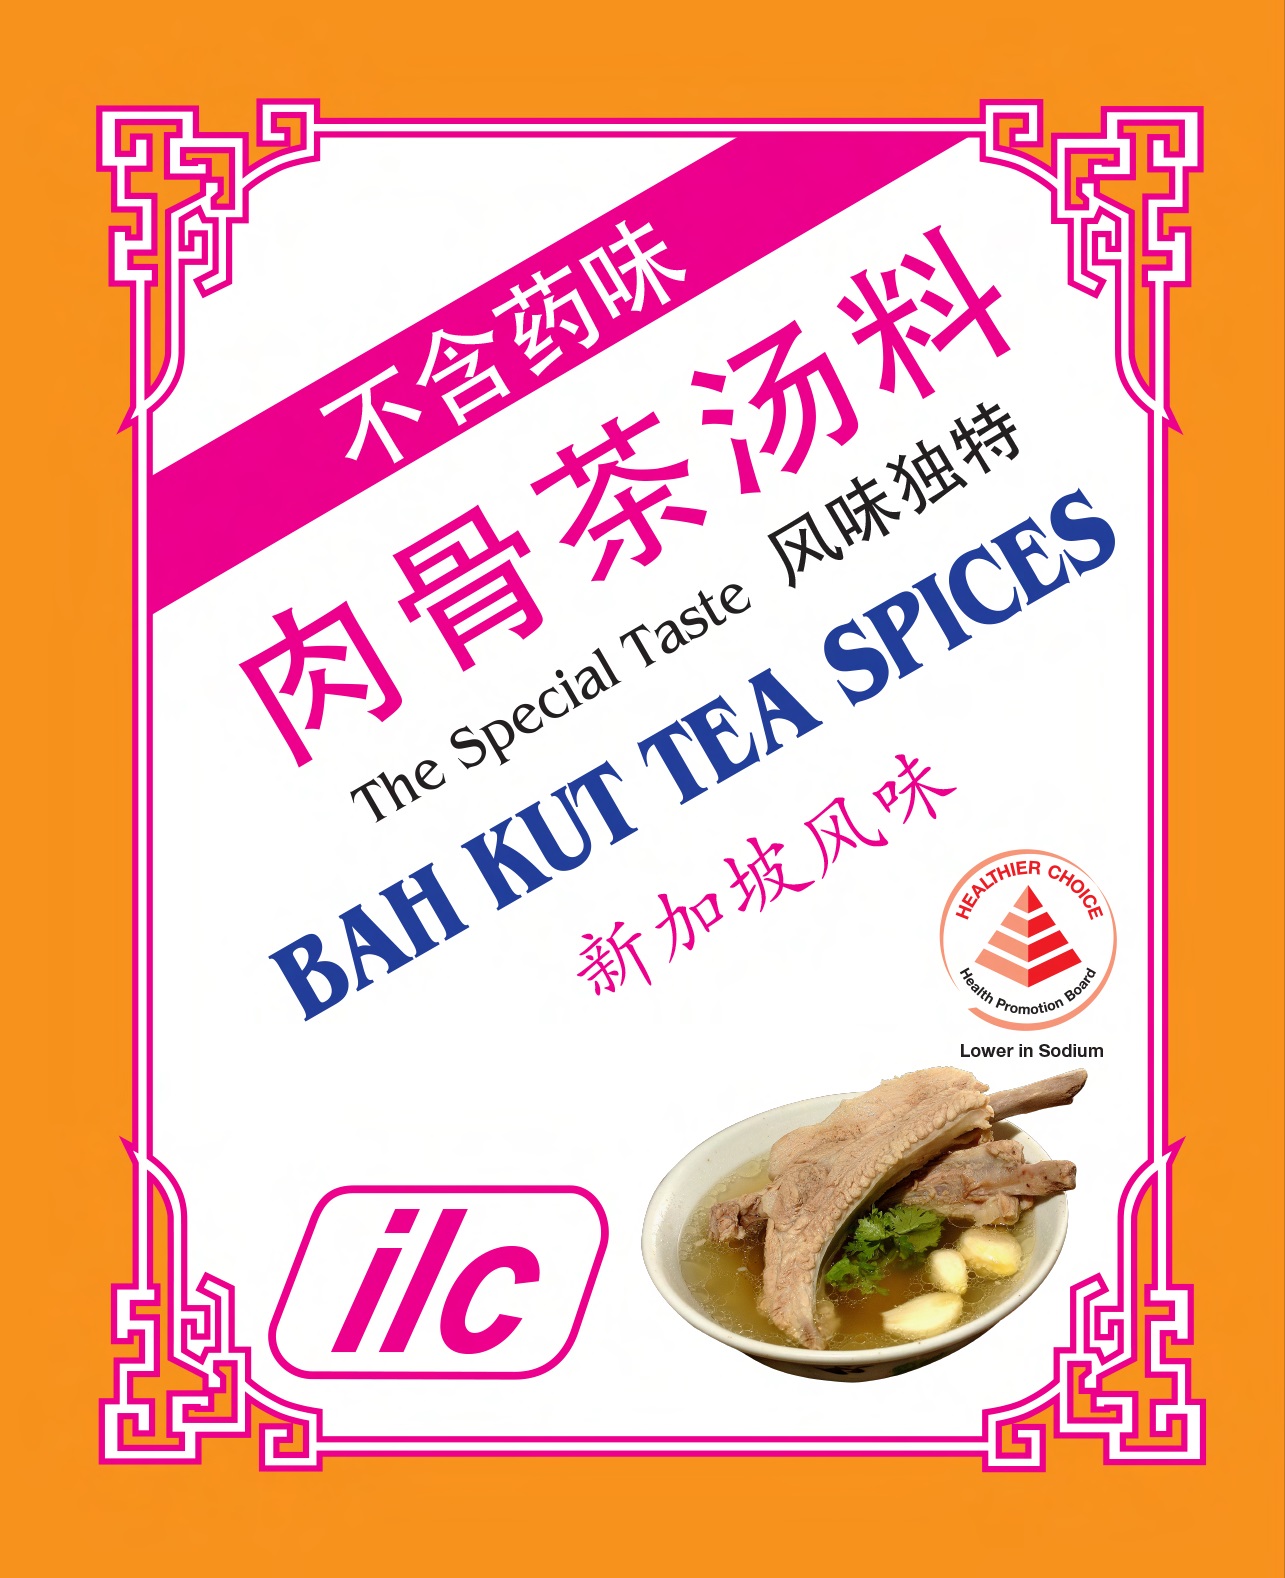 不含药味
肉骨茶汤料
The Special Taste 风味独特
BAH KUT TEA SPICES
新加坡风味
HEALTHIER CHOICE
Health Promotion Board
Lower in Sodium
ilc